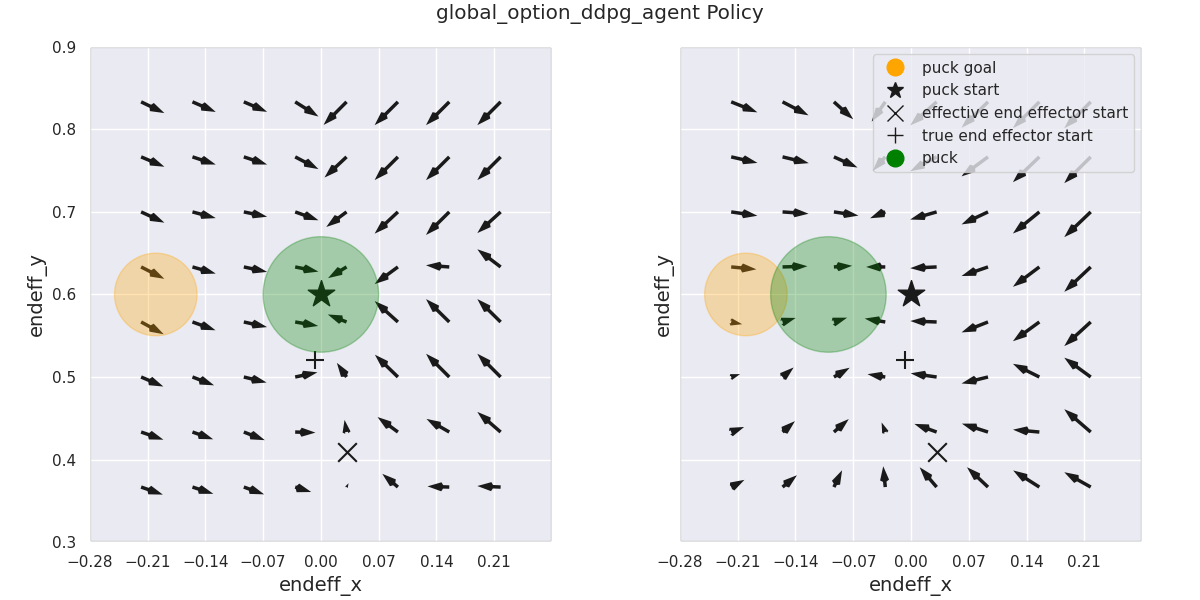 global_option_ddpg_agent Policy
endeff_y
0.9
0.8
0.7
0.6
0.5
0.4
0.3
−0.28 −0.21 −0.14 −0.07 0.00 0.07 0.14 0.21
endeff_x
endeff_y
puck goal
puck start
effective end effector start
true end effector start
puck
−0.28 −0.21 −0.14 −0.07 0.00 0.07 0.14 0.21
endeff_x